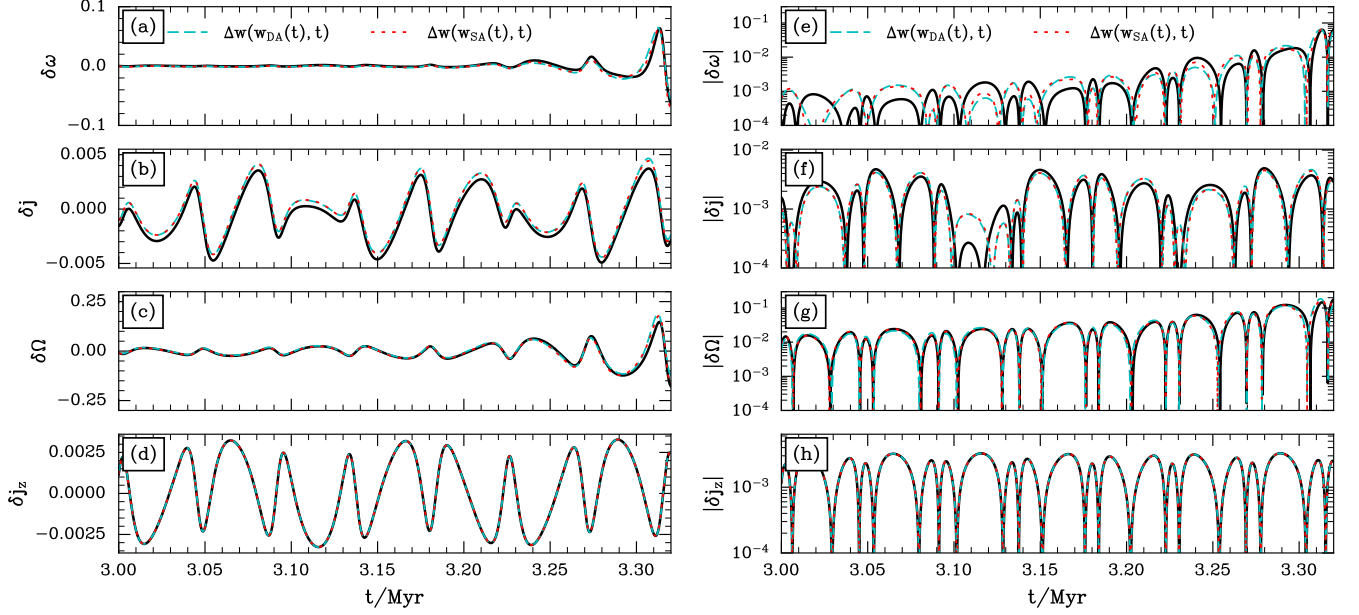 (a)
Δw(w_DA(t), t)
Δw(w_SA(t), t)
δω
0.1
0.0
−0.1
(b)
δj
0.005
0.000
−0.005
(c)
δΩ
0.25
0.00
−0.25
(d)
δj_z
0.0025
0.0000
−0.0025
3.00 3.05 3.10 3.15 3.20 3.25 3.30
t/Myr
(e)
Δw(w_DA(t), t)
Δw(w_SA(t), t)
|δω|
10⁻¹
10⁻²
10⁻³
10⁻⁴
(f)
|δj|
10⁻²
10⁻³
10⁻⁴
(g)
|δΩ|
10⁻¹
10⁻²
10⁻³
10⁻⁴
(h)
|δj_z|
10⁻³
10⁻⁴
3.00 3.05 3.10 3.15 3.20 3.25 3.30
t/Myr